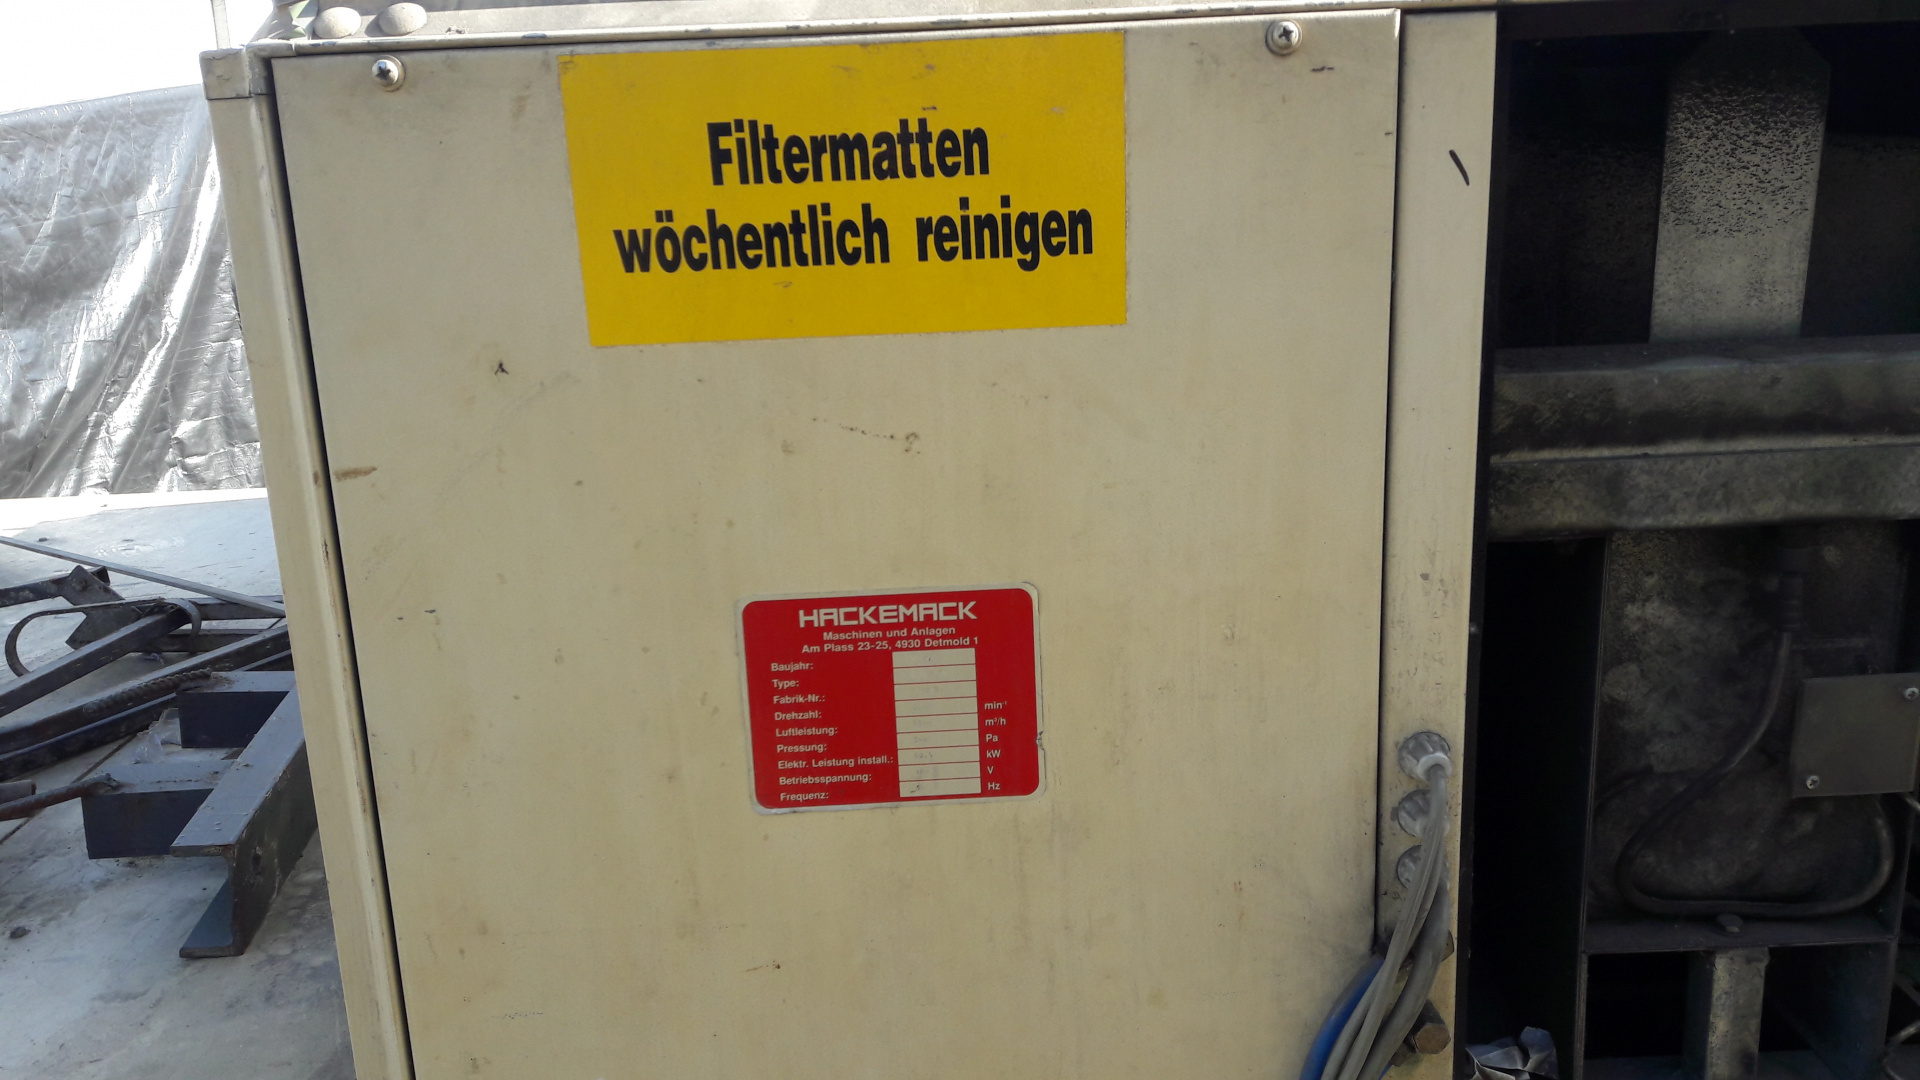 Filtermatten
wöchentlich reinigen
HACKEMACK
Maschinen und Anlagen
Am Plass 23-25, 4930 Detmold 1
Baujahr:
Type:
Fabrik-Nr.:
Drehzahl: min⁻¹
Luftleistung: m³/h
Pressung: Pa
Elektr. Leistung install.: kW
Betriebsspannung: V
Frequenz: Hz